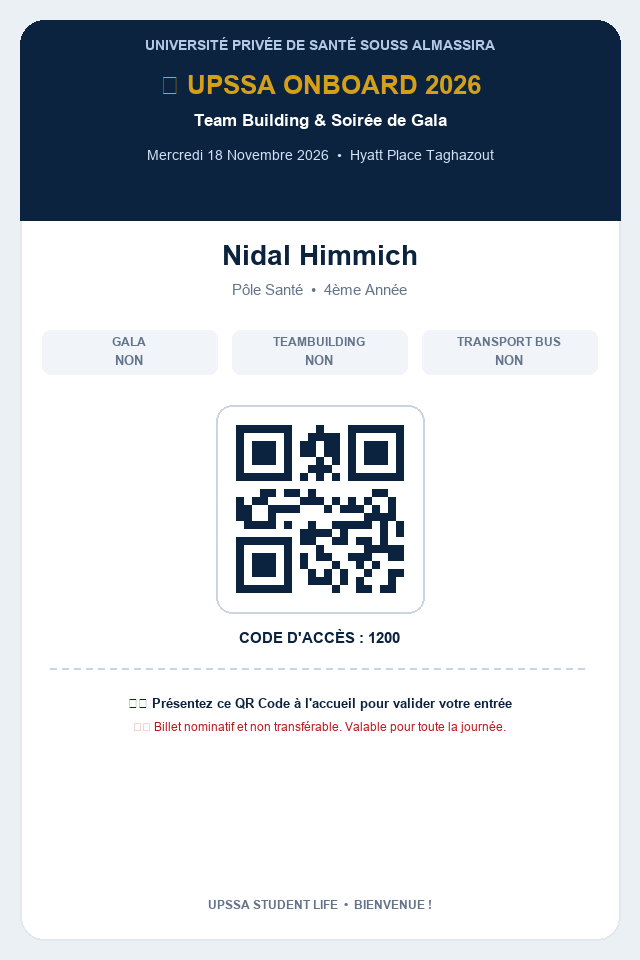 UNIVERSITÉ PRIVÉE DE SANTÉ SOUSS ALMASSIRA
UPSSA ONBOARD 2026
Team Building & Soirée de Gala
Mercredi 18 Novembre 2026 • Hyatt Place Taghazout
Nidal Himmich
Pôle Santé • 4ème Année
GALA
NON
TEAMBUILDING
NON
TRANSPORT BUS
NON
CODE D'ACCÈS : 1200
Présentez ce QR Code à l'accueil pour valider votre entrée
Billet nominatif et non transférable. Valable pour toute la journée.
UPSSA STUDENT LIFE • BIENVENUE !